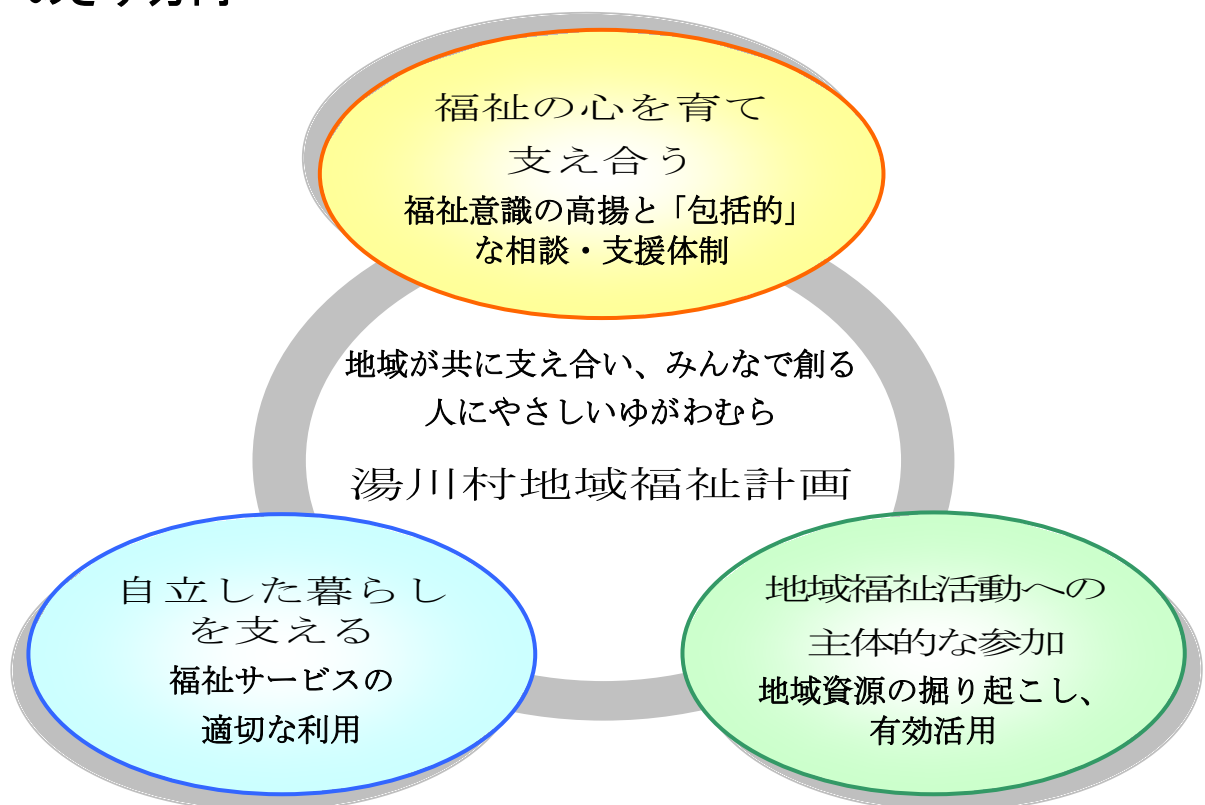 福祉の心を育て
支え合う
福祉意識の高揚と「包括的」
な相談・支援体制
地域が共に支え合い、みんなで創る
人にやさしいゆがわむら
湯川村地域福祉計画
自立した暮らし
を支える
福祉サービスの
適切な利用
地域福祉活動への
主体的な参加
地域資源の掘り起こし、
有効活用